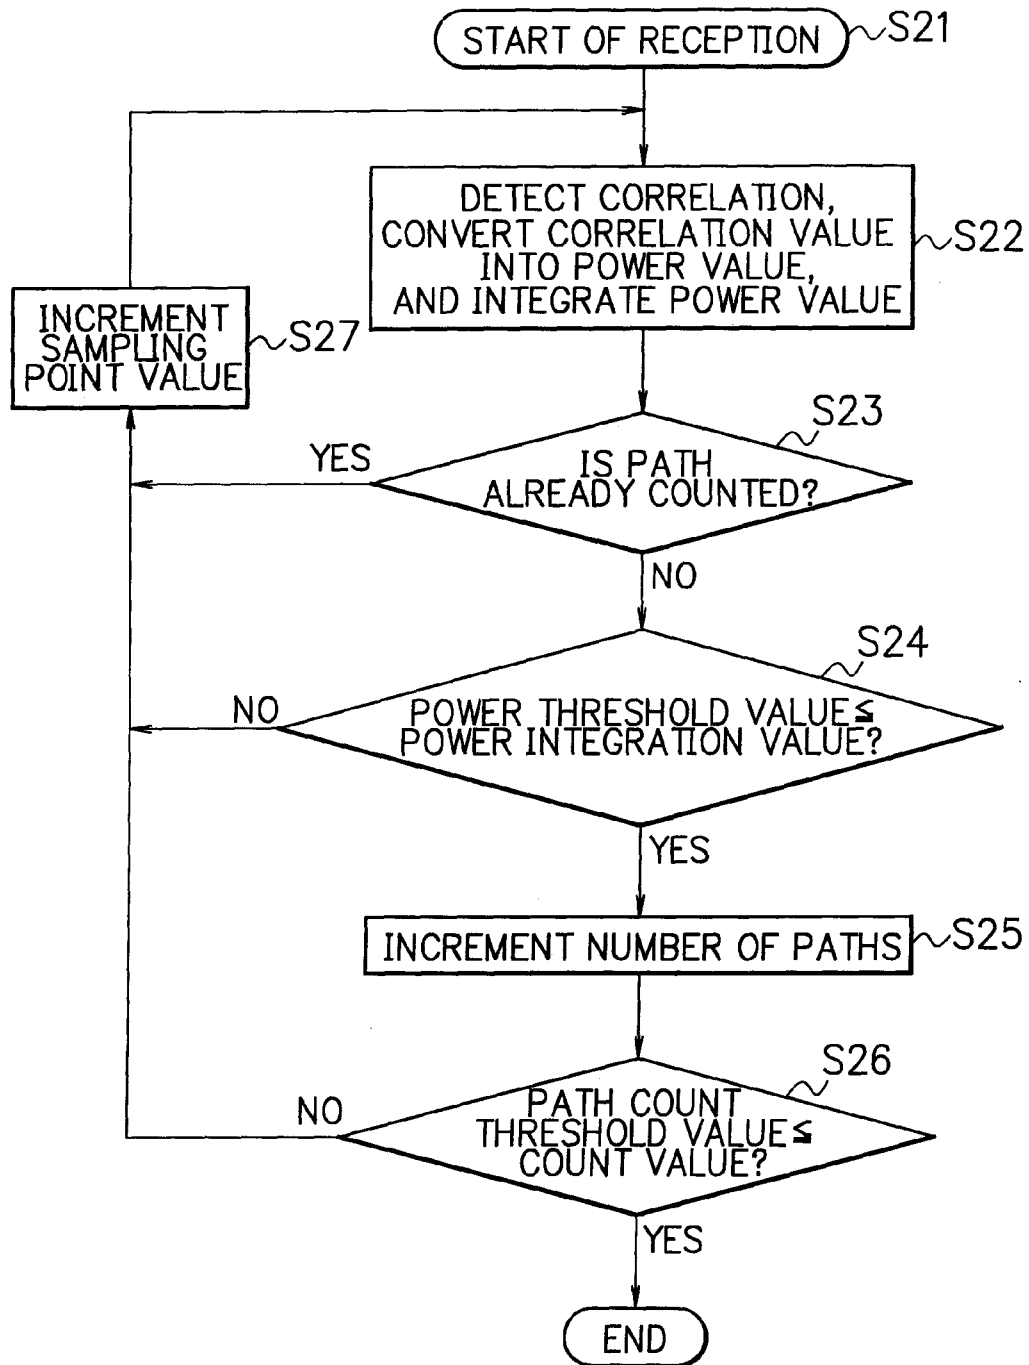 START OF RECEPTION
S21
DETECT CORRELATION,
CONVERT CORRELATION VALUE
INTO POWER VALUE,
AND INTEGRATE POWER VALUE
S22
INCREMENT
SAMPLING
POINT VALUE
S27
S23
YES
IS PATH
ALREADY COUNTED?
NO
S24
NO
POWER THRESHOLD VALUE≦
POWER INTEGRATION VALUE?
YES
INCREMENT NUMBER OF PATHS
S25
S26
NO
PATH COUNT
THRESHOLD VALUE≦
COUNT VALUE?
YES
END